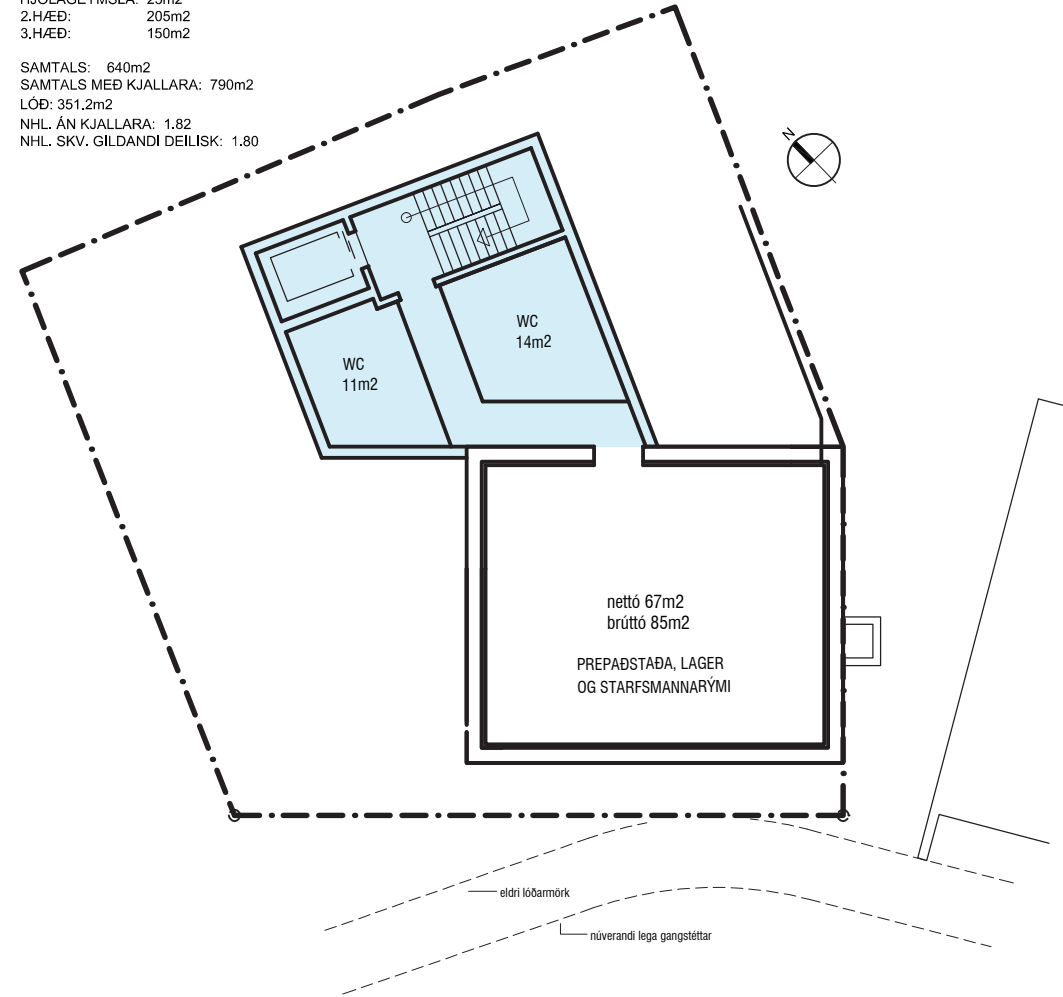 2.HÆÐ: 205m2
3.HÆÐ: 150m2
SAMTALS: 640m2
SAMTALS MEÐ KJALLARA: 790m2
LÓÐ: 351.2m2
NHL. ÁN KJALLARA: 1.82
NHL. SKV. GILDANDI DEILISK: 1.80
N
WC
14m2
WC
11m2
nettó 67m2
brúttó 85m2
PREPAÐSTAÐA, LAGER
OG STARFSMANNARÝMI
eldri lóðarmörk
núverandi lega gangstéttar